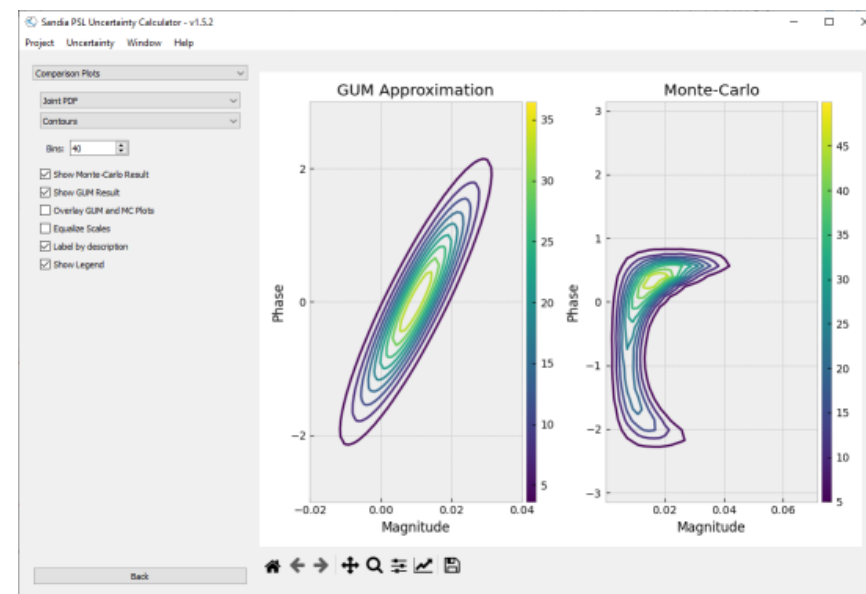 Sandia PSL Uncertainty Calculator - v1.5.2
Project Uncertainty Window Help
Comparison Plots
Joint PDF
Contours
Bins: 40
Show Monte-Carlo Result
Show GUM Result
Overlay GUM and MC Plots
Equalize Scales
Label by description
Show Legend
Back
GUM Approximation
Phase
2
0
−2
−0.02 0.00 0.02 0.04
Magnitude
35
30
25
20
15
10
5
Monte-Carlo
Phase
3
2
1
0
−1
−2
−3
0.02 0.04 0.06
Magnitude
45
40
35
30
25
20
15
10
5